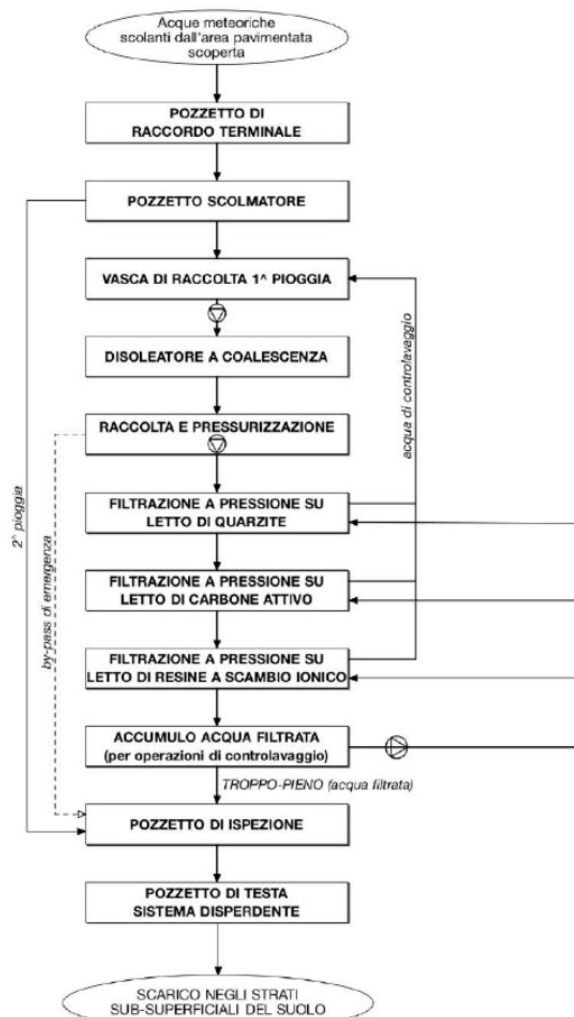 Acque meteoriche
scolanti dall'area pavimentata
scoperta
POZZETTO DI
RACCORDO TERMINALE
POZZETTO SCOLMATORE
VASCA DI RACCOLTA 1^ PIOGGIA
DISOLEATORE A COALESCENZA
RACCOLTA E PRESSURIZZAZIONE
FILTRAZIONE A PRESSIONE SU
LETTO DI QUARZITE
FILTRAZIONE A PRESSIONE SU
LETTO DI CARBONE ATTIVO
FILTRAZIONE A PRESSIONE SU
LETTO DI RESINE A SCAMBIO IONICO
ACCUMULO ACQUA FILTRATA
(per operazioni di controlavaggio)
TROPPO-PIENO (acqua filtrata)
POZZETTO DI ISPEZIONE
POZZETTO DI TESTA
SISTEMA DISPERDENTE
SCARICO NEGLI STRATI
SUB-SUPERFICIALI DEL SUOLO
2^ pioggia
by-pass di emergenza
acqua di controlavaggio